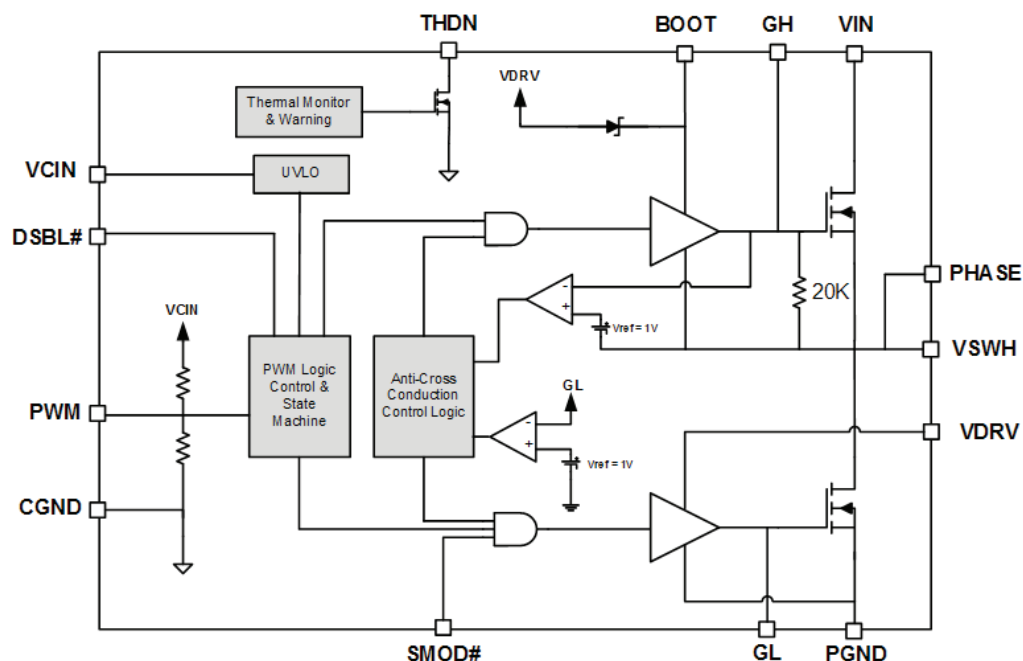 THDN
BOOT
GH
VIN
VDRV
Thermal Monitor
& Warning
VCIN
UVLO
DSBL#
PHASE
20K
VCIN
- 
+
Vref = 1V
VSWH
PWM Logic
Control &
State
Machine
Anti-Cross
Conduction
Control Logic
GL
PWM
-
+
VDRV
Vref = 1V
CGND
SMOD#
GL
PGND